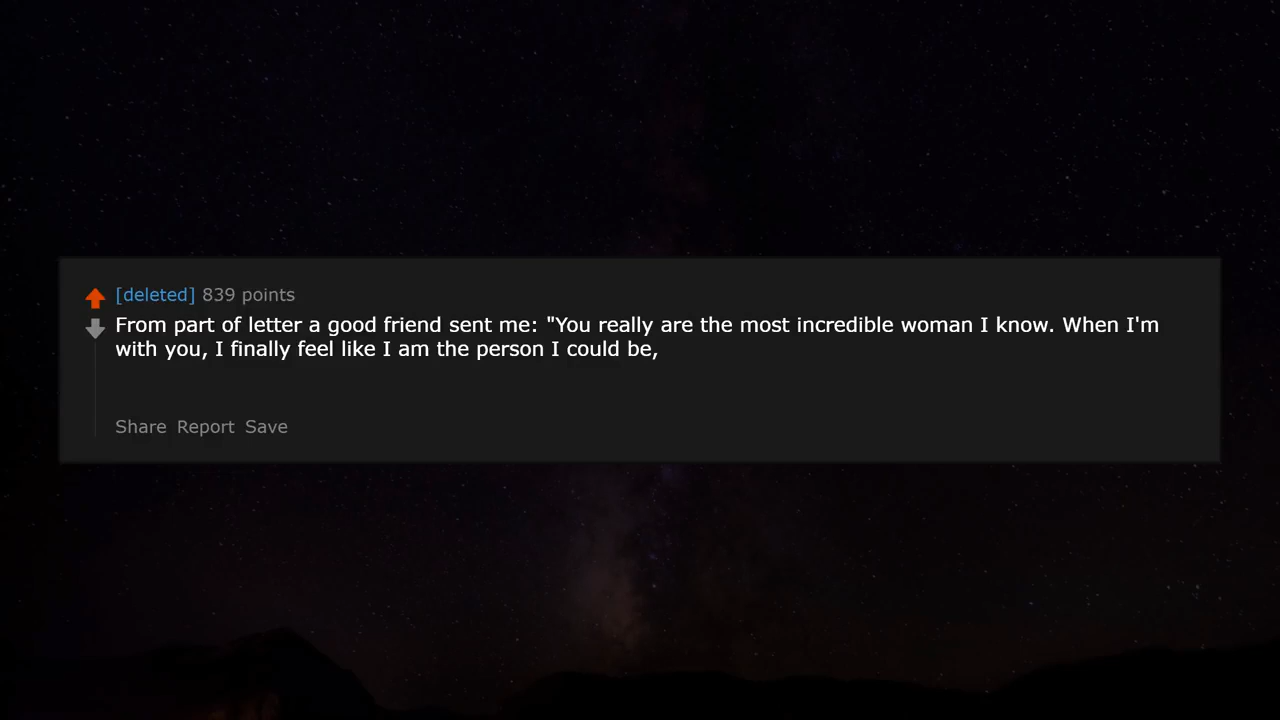 [deleted] 839 points
From part of letter a good friend sent me: "You really are the most incredible woman I know. When I'm
with you, I finally feel like I am the person I could be,
Share Report Save